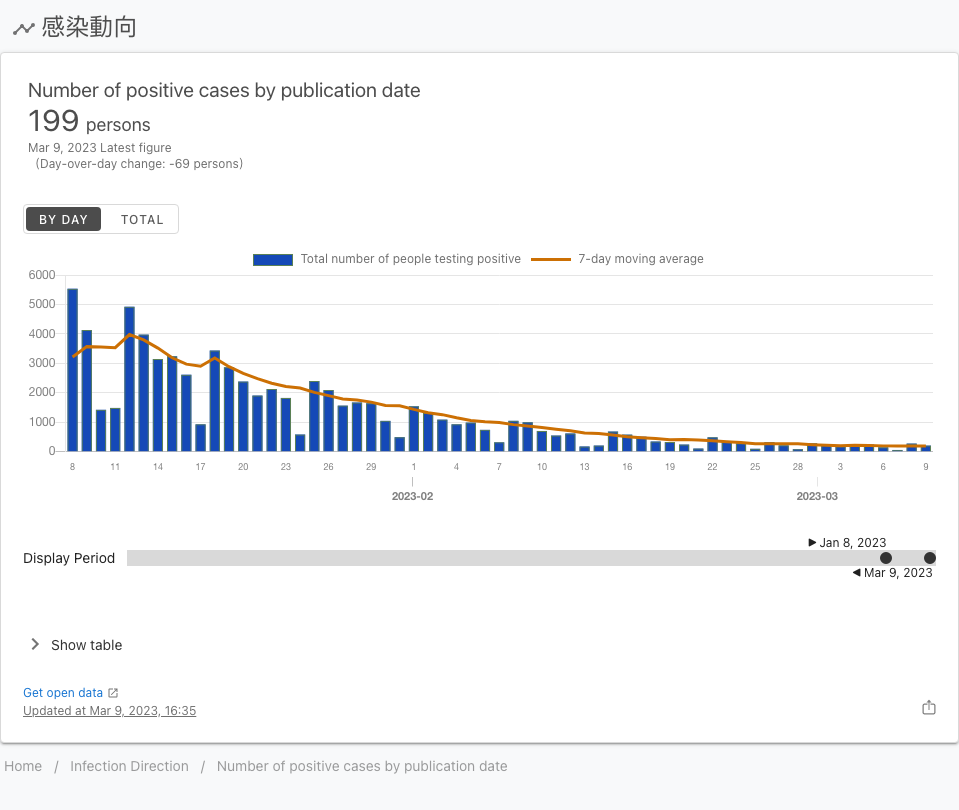 感染動向
Number of positive cases by publication date
199 persons
Mar 9, 2023 Latest figure
(Day-over-day change: -69 persons)
BY DAY TOTAL
Total number of people testing positive 7-day moving average
6000
5000
4000
3000
2000
1000
0
8 11 14 17 20 23 26 29 1 4 7 10 13 16 19 22 25 28 3 6 9
2023-02 2023-03
Jan 8, 2023
Display Period
Mar 9, 2023
Show table
Get open data
Updated at Mar 9, 2023, 16:35
Home / Infection Direction / Number of positive cases by publication date